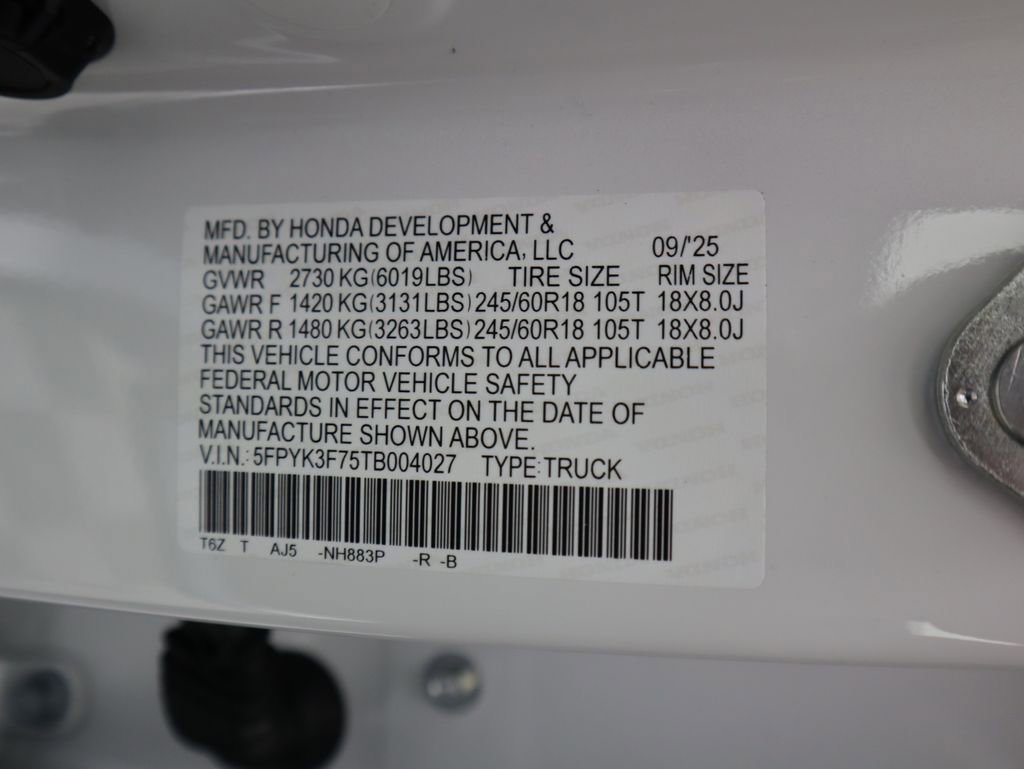 MFD. BY HONDA DEVELOPMENT &
MANUFACTURING OF AMERICA, LLC 09/'25
GVWR 2730 KG(6019LBS) TIRE SIZE RIM SIZE
GAWR F 1420 KG(3131LBS) 245/60R18 105T 18X8.0J
GAWR R 1480 KG(3263LBS) 245/60R18 105T 18X8.0J
THIS VEHICLE CONFORMS TO ALL APPLICABLE
FEDERAL MOTOR VEHICLE SAFETY
STANDARDS IN EFFECT ON THE DATE OF
MANUFACTURE SHOWN ABOVE.
V.I.N.: 5FPYK3F75TB004027 TYPE:TRUCK
T6Z T AJ5 -NH883P -R -B